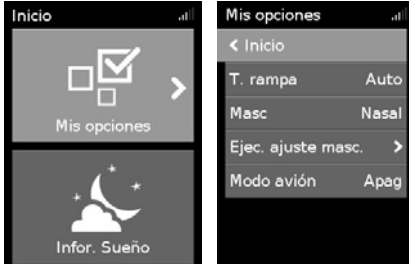 Inicio
Mis opciones
Infor. Sueño
Mis opciones
< Inicio
T. rampa Auto
Masc Nasal
Ejec. ajuste masc. >
Modo avión Apag